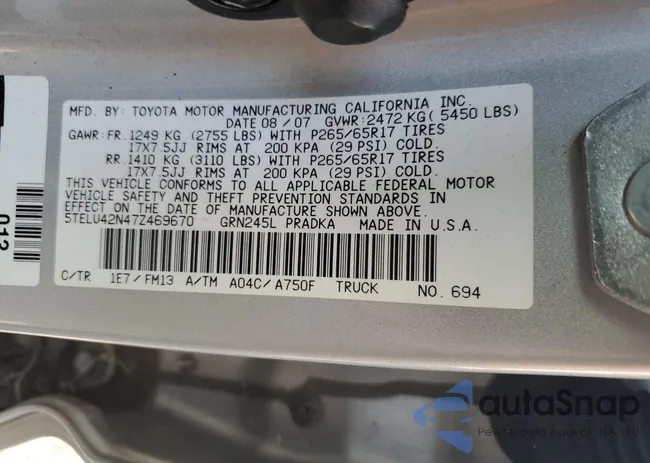 MFD. BY: TOYOTA MOTOR MANUFACTURING CALIFORNIA INC.
DATE 08/07 GVWR:2472 KG( 5450 LBS)
GAWR:FR.1249 KG (2755 LBS) WITH P265/65R17 TIRES
17X7.5JJ RIMS AT 200 KPA (29 PSI) COLD.
RR.1410 KG (3110 LBS) WITH P265/65R17 TIRES
17X7.5JJ RIMS AT 200 KPA (29 PSI) COLD.
THIS VEHICLE CONFORMS TO ALL APPLICABLE FEDERAL MOTOR
VEHICLE SAFETY AND THEFT PREVENTION STANDARDS IN
EFFECT ON THE DATE OF MANUFACTURE SHOWN ABOVE.
5TELU42N47Z469670 GRN245L PRADKA MADE IN U.S.A.
C/TR 1E7/FM13 A/TM A04C/A750F TRUCK NO.694
013
autoSnap